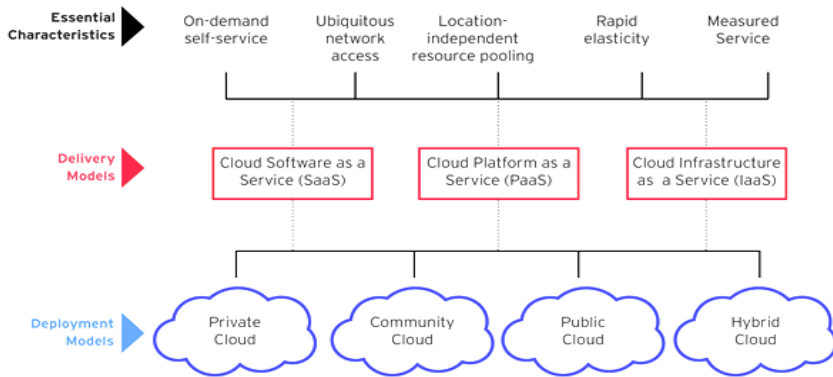 Essential
Characteristics
On-demand
self-service
Ubiquitous
network
access
Location-
independent
resource pooling
Rapid
elasticity
Measured
Service
Delivery
Models
Cloud Software as a
Service (SaaS)
Cloud Platform as a
Service (PaaS)
Cloud Infrastructure
as a Service (IaaS)
Deployment
Models
Private
Cloud
Community
Cloud
Public
Cloud
Hybrid
Cloud